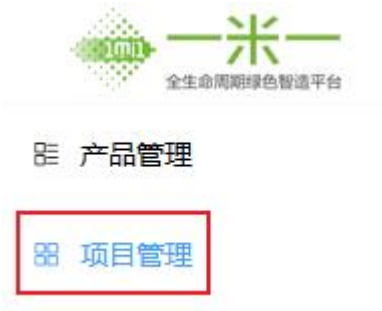 1mi1
一米一
全生命周期绿色智造平台
产品管理
项目管理